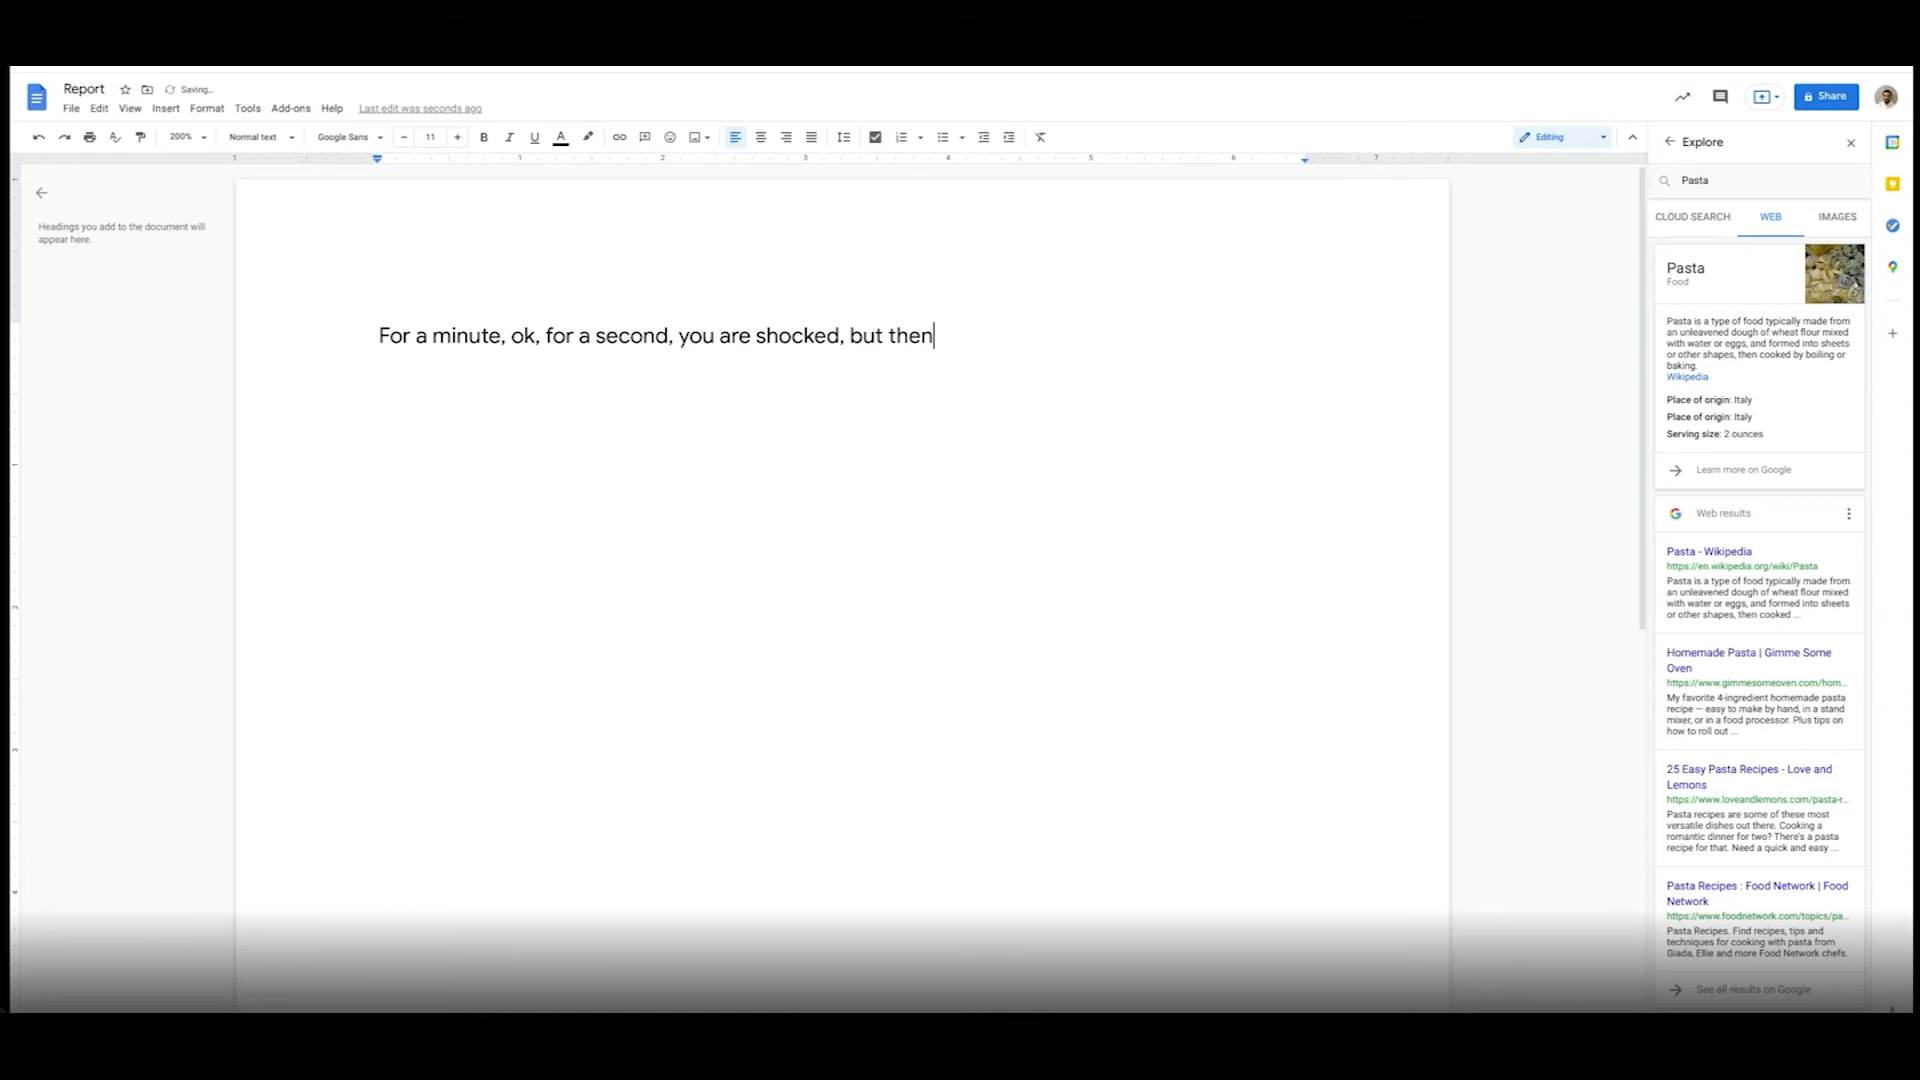 Report
Saving...
File Edit View Insert Format Tools Add-ons Help Last edit was seconds ago
Share
200% Normal text Google Sans − 11 + B I U A Editing
1 1 2 3 4 5 6 7
Headings you add to the document will
appear here.
For a minute, ok, for a second, you are shocked, but then
1
2
3
4
Explore
Pasta
CLOUD SEARCH WEB IMAGES
Pasta
Food
Pasta is a type of food typically made from
an unleavened dough of wheat flour mixed
with water or eggs, and formed into sheets
or other shapes, then cooked by boiling or
baking.
Wikipedia
Place of origin: Italy
Place of origin: Italy
Serving size: 2 ounces
Learn more on Google
Web results
Pasta - Wikipedia
https://en.wikipedia.org/wiki/Pasta
Pasta is a type of food typically made from
an unleavened dough of wheat flour mixed
with water or eggs, and formed into sheets
or other shapes, then cooked ...
Homemade Pasta | Gimme Some
Oven
https://www.gimmesomeoven.com/hom...
My favorite 4-ingredient homemade pasta
recipe — easy to make by hand, in a stand
mixer, or in a food processor. Plus tips on
how to roll out ...
25 Easy Pasta Recipes - Love and
Lemons
https://www.loveandlemons.com/pasta-r...
Pasta recipes are some of these most
versatile dishes out there. Cooking a
romantic dinner for two? There's a pasta
recipe for that. Need a quick and easy ...
Pasta Recipes : Food Network | Food
Network
https://www.foodnetwork.com/topics/pa...
Pasta Recipes. Find recipes, tips and
techniques for cooking with pasta from
Giada, Ellie and more Food Network chefs.
See all results on Google